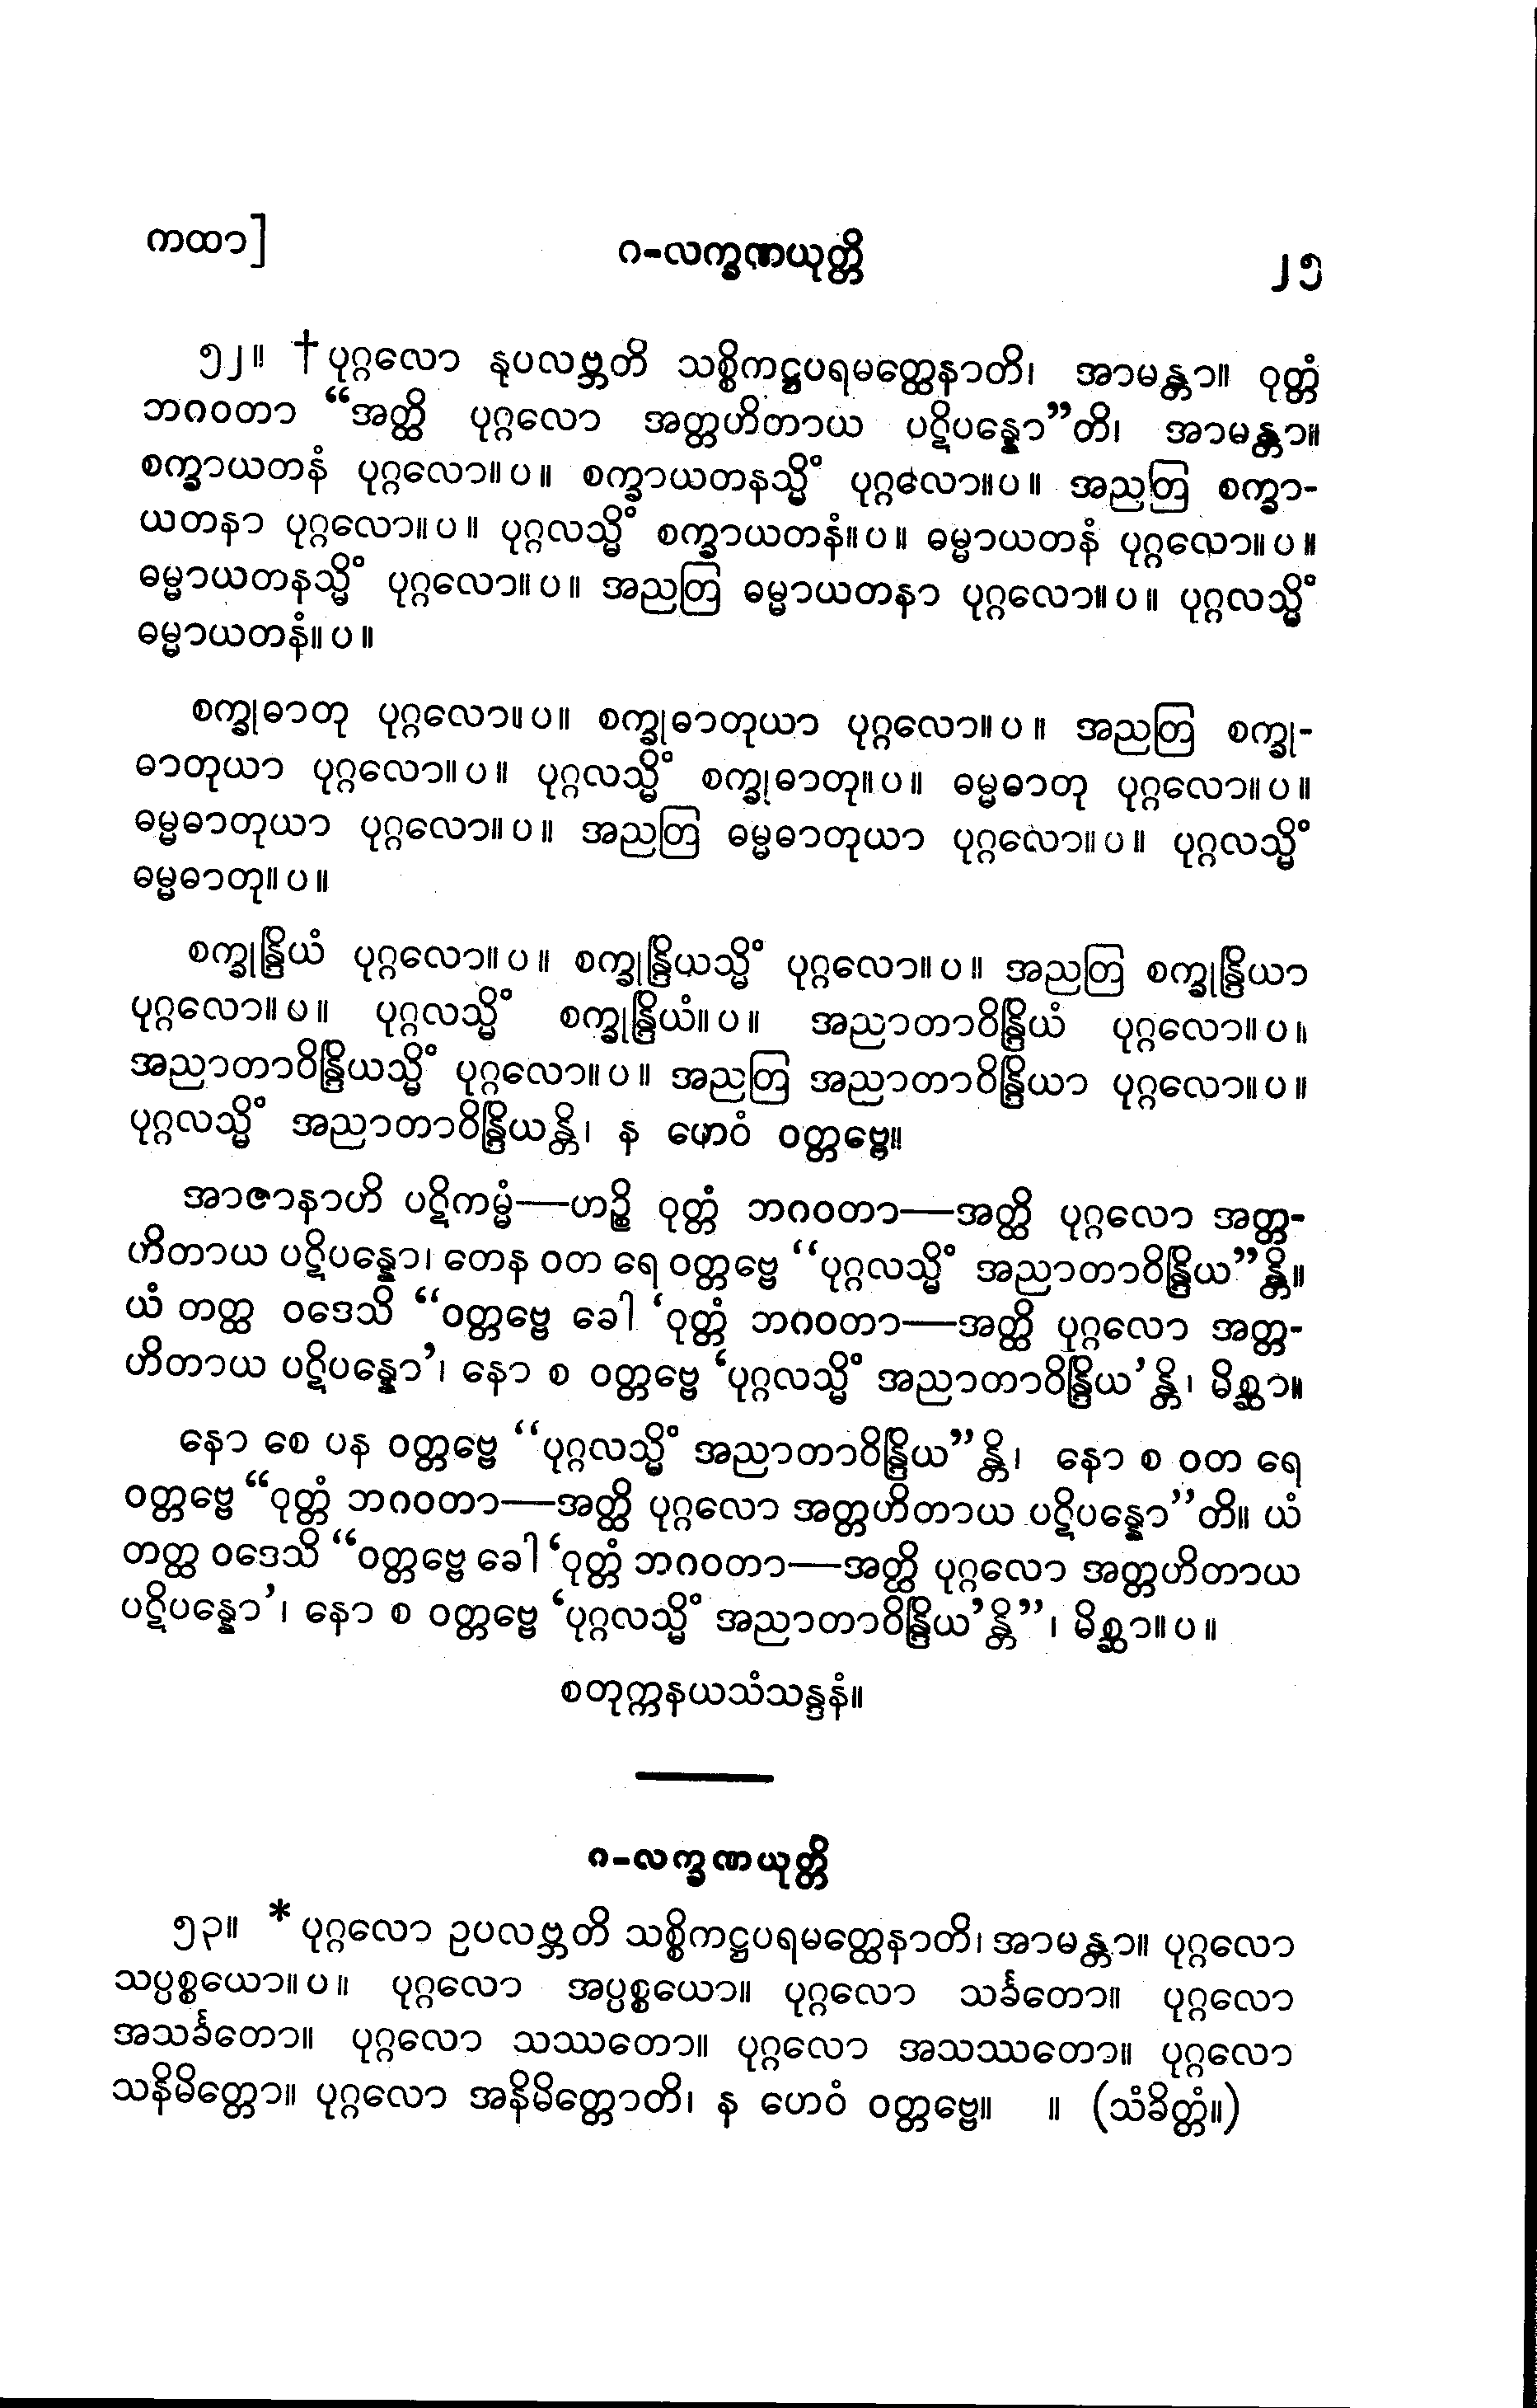 ကထာ]
ဂ-လက္ခဏယုတ္တိ
၂၅
၅၂။ †ပုဂ္ဂလော နုပလဗ္ဘတိ သစ္စိကဋ္ဌပရမတ္ထေနာတိ၊ အာမန္တာ။ ဝုတ္တံ
ဘဂဝတာ “အတ္ထိ ပုဂ္ဂလော အတ္တဟိတာယ ပဋိပန္နော”တိ၊ အာမန္တာ။
စက္ခာယတနံ ပုဂ္ဂလော။ပ။ စက္ခာယတနသ္မိံ ပုဂ္ဂလော။ပ။ အညတြ စက္ခာ-
ယတနာ ပုဂ္ဂလော။ပ။ ပုဂ္ဂလသ္မိံ စက္ခာယတနံ။ပ။ ဓမ္မာယတနံ ပုဂ္ဂလော။ပ။
ဓမ္မာယတနသ္မိံ ပုဂ္ဂလော။ပ။ အညတြ ဓမ္မာယတနာ ပုဂ္ဂလော။ပ။ ပုဂ္ဂလသ္မိံ
ဓမ္မာယတနံ။ပ။
စက္ခုဓာတု ပုဂ္ဂလော။ပ။ စက္ခုဓာတုယာ ပုဂ္ဂလော။ပ။ အညတြ စက္ခု-
ဓာတုယာ ပုဂ္ဂလော။ပ။ ပုဂ္ဂလသ္မိံ စက္ခုဓာတု။ပ။ ဓမ္မဓာတု ပုဂ္ဂလော။ပ။
ဓမ္မဓာတုယာ ပုဂ္ဂလော။ပ။ အညတြ ဓမ္မဓာတုယာ ပုဂ္ဂလော။ပ။ ပုဂ္ဂလသ္မိံ
ဓမ္မဓာတု။ပ။
စက္ခုန္ဒြိယံ ပုဂ္ဂလော။ပ။ စက္ခုန္ဒြိယသ္မိံ ပုဂ္ဂလော။ပ။ အညတြ စက္ခုန္ဒြိယာ
ပုဂ္ဂလော။ပ။ ပုဂ္ဂလသ္မိံ စက္ခုန္ဒြိယံ။ပ။ အညာတာဝိန္ဒြိယံ ပုဂ္ဂလော။ပ။
အညာတာဝိန္ဒြိယသ္မိံ ပုဂ္ဂလော။ပ။ အညတြ အညာတာဝိန္ဒြိယာ ပုဂ္ဂလော။ပ။
ပုဂ္ဂလသ္မိံ အညာတာဝိန္ဒြိယန္တိ၊ န ဟေဝံ ဝတ္တဗ္ဗေ။
အာဇာနာဟိ ပဋိကမ္မံ—ဟဉ္စိ ဝုတ္တံ ဘဂဝတာ—အတ္ထိ ပုဂ္ဂလော အတ္တ-
ဟိတာယ ပဋိပန္နော၊ တေန ဝတ ရေ ဝတ္တဗ္ဗေ “ပုဂ္ဂလသ္မိံ အညာတာဝိန္ဒြိယ”န္တိ။
ယံ တတ္ထ ဝဒေသိ “ဝတ္တဗ္ဗေ ခေါ ‘ဝုတ္တံ ဘဂဝတာ—အတ္ထိ ပုဂ္ဂလော အတ္တ-
ဟိတာယ ပဋိပန္နော’၊ နော စ ဝတ္တဗ္ဗေ ‘ပုဂ္ဂလသ္မိံ အညာတာဝိန္ဒြိယ’န္တိ၊ မိစ္ဆာ။
နော စေ ပန ဝတ္တဗ္ဗေ “ပုဂ္ဂလသ္မိံ အညာတာဝိန္ဒြိယ”န္တိ၊ နော စ ဝတ ရေ
ဝတ္တဗ္ဗေ “ဝုတ္တံ ဘဂဝတာ—အတ္ထိ ပုဂ္ဂလော အတ္တဟိတာယ ပဋိပန္နော”တိ။ ယံ
တတ္ထ ဝဒေသိ “ဝတ္တဗ္ဗေ ခေါ ‘ဝုတ္တံ ဘဂဝတာ—အတ္ထိ ပုဂ္ဂလော အတ္တဟိတာယ
ပဋိပန္နော’၊ နော စ ဝတ္တဗ္ဗေ ‘ပုဂ္ဂလသ္မိံ အညာတာဝိန္ဒြိယ’န္တိ”၊ မိစ္ဆာ။ပ။
စတုက္ကနယသံသန္ဒနံ။
ဂ-လက္ခဏယုတ္တိ
၅၃။ *ပုဂ္ဂလော ဥပလဗ္ဘတိ သစ္စိကဋ္ဌပရမတ္ထေနာတိ၊ အာမန္တာ။ ပုဂ္ဂလော
သပ္ပစ္စယော။ပ။ ပုဂ္ဂလော အပ္ပစ္စယော။ ပုဂ္ဂလော သင်္ခတော။ ပုဂ္ဂလော
အသင်္ခတော။ ပုဂ္ဂလော သဿတော။ ပုဂ္ဂလော အသဿတော။ ပုဂ္ဂလော
သနိမိတ္တော။ ပုဂ္ဂလော အနိမိတ္တောတိ၊ န ဟေဝံ ဝတ္တဗ္ဗေ။ ။ (သံခိတ္တံ။)